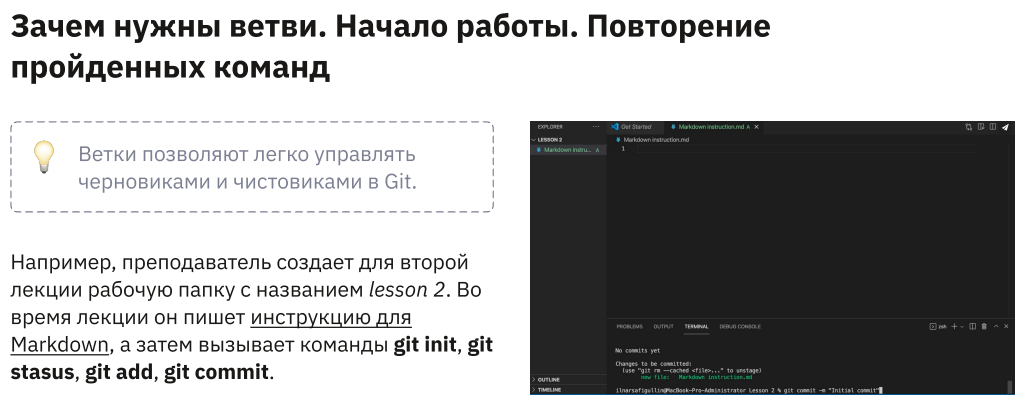 Зачем нужны ветви. Начало работы. Повторение
пройденных команд
Ветки позволяют легко управлять
черновиками и чистовиками в Git.
Например, преподаватель создает для второй
лекции рабочую папку с названием lesson 2. Во
время лекции он пишет инструкцию для
Markdown, а затем вызывает команды git init, git
stasus, git add, git commit.
EXPLORER ...
Get Started
Markdown instruction.md A
LESSON 2
Markdown instru... A
Markdown instruction.md
1
PROBLEMS OUTPUT TERMINAL DEBUG CONSOLE
zsh
No commits yet
Changes to be committed:
(use "git rm --cached <file>..." to unstage)
new file: Markdown instruction.md
ilnarsafigullin@MacBook-Pro-Administrator Lesson 2 % git commit -m "Initial commit"
OUTLINE
TIMELINE